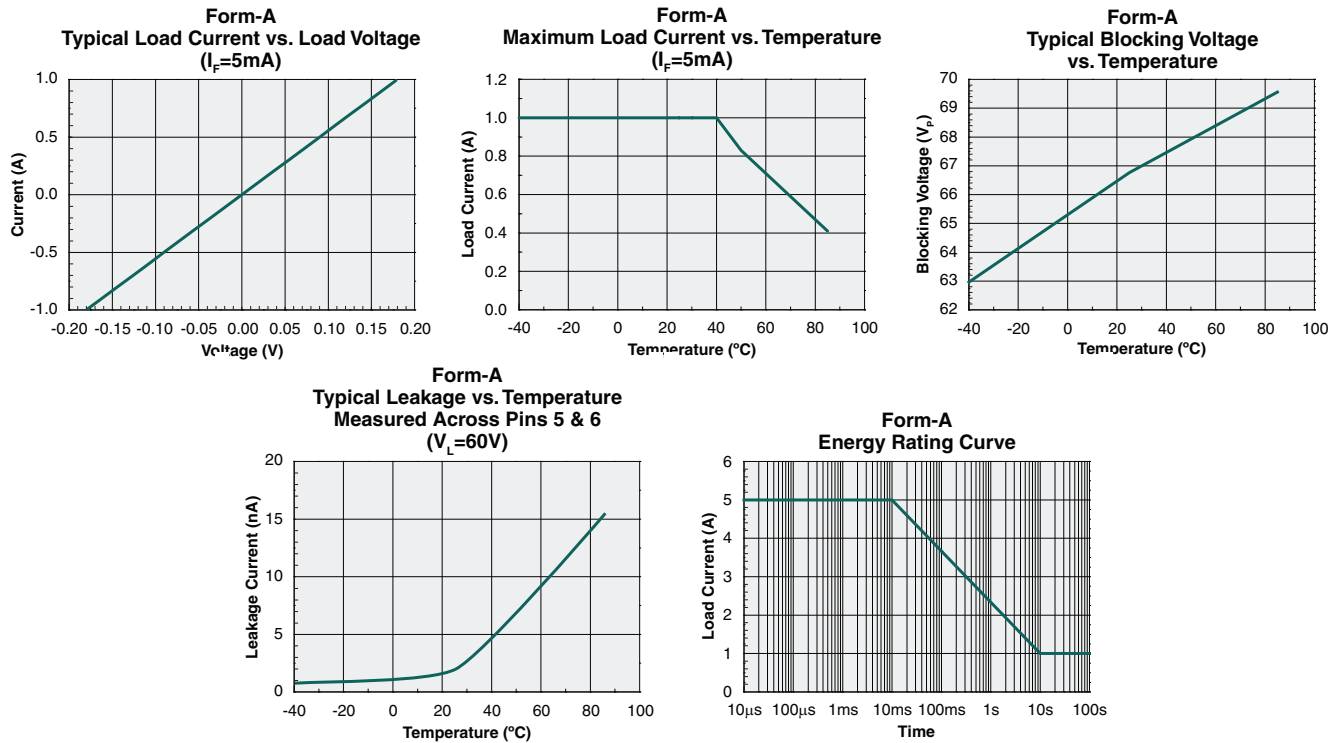 Form-A
Typical Load Current vs. Load Voltage
(IF=5mA)
1.0
0.5
0.0
-0.5
-1.0
Current (A)
-0.20 -0.15 -0.10 -0.05 0.00 0.05 0.10 0.15 0.20
Voltage (V)
Form-A
Maximum Load Current vs. Temperature
(IF=5mA)
1.2
1.0
0.8
0.6
0.4
0.2
0.0
Load Current (A)
-40 -20 0 20 40 60 80 100
Temperature (ºC)
Form-A
Typical Blocking Voltage
vs. Temperature
70
69
68
67
66
65
64
63
62
Blocking Voltage (VP)
-40 -20 0 20 40 60 80 100
Temperature (ºC)
Form-A
Typical Leakage vs. Temperature
Measured Across Pins 5 & 6
(VL=60V)
20
15
10
5
0
Leakage Current (nA)
-40 -20 0 20 40 60 80 100
Temperature (ºC)
Form-A
Energy Rating Curve
6
5
4
3
2
1
0
Load Current (A)
10μs 100μs 1ms 10ms 100ms 1s 10s 100s
Time